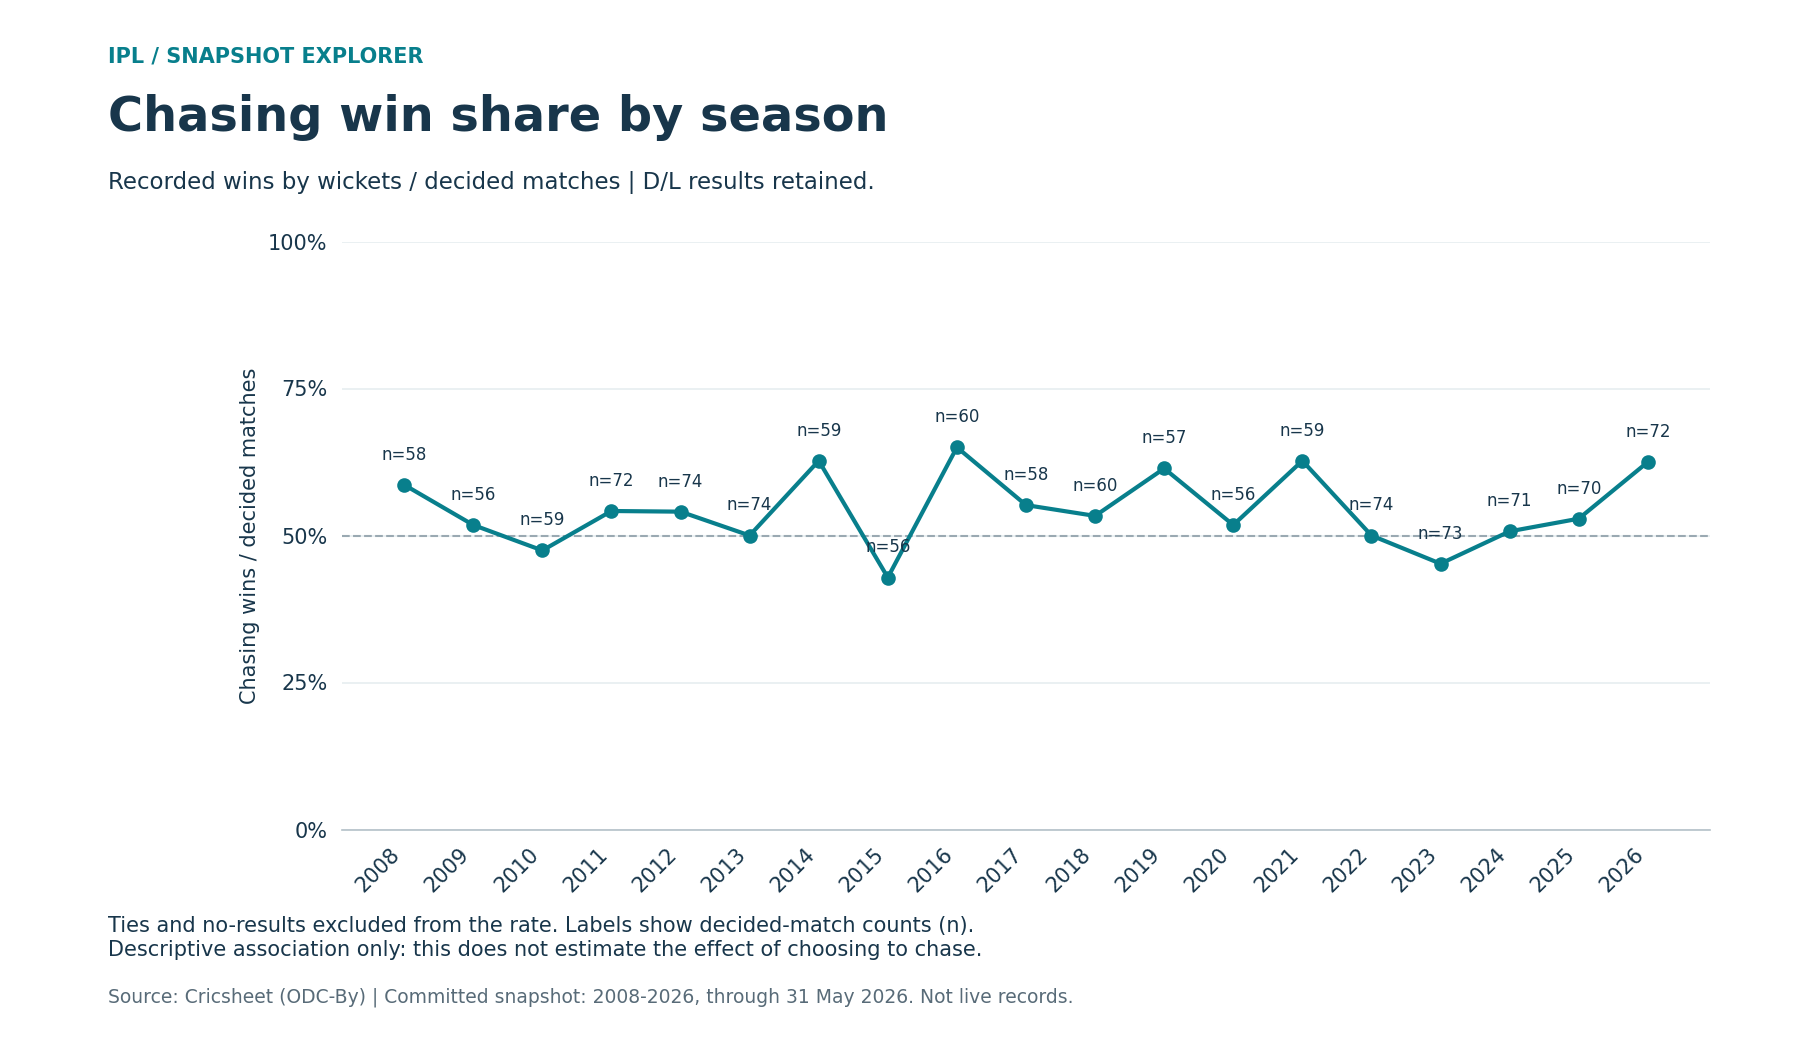 IPL / SNAPSHOT EXPLORER
Chasing win share by season
Recorded wins by wickets / decided matches | D/L results retained.
100%
75%
50%
25%
0%
Chasing wins / decided matches
n=58
n=56
n=59
n=72
n=74
n=74
n=59
n=56
n=60
n=58
n=60
n=57
n=56
n=59
n=74
n=73
n=71
n=70
n=72
2008
2009
2010
2011
2012
2013
2014
2015
2016
2017
2018
2019
2020
2021
2022
2023
2024
2025
2026
Ties and no-results excluded from the rate. Labels show decided-match counts (n).
Descriptive association only: this does not estimate the effect of choosing to chase.
Source: Cricsheet (ODC-By) | Committed snapshot: 2008-2026, through 31 May 2026. Not live records.